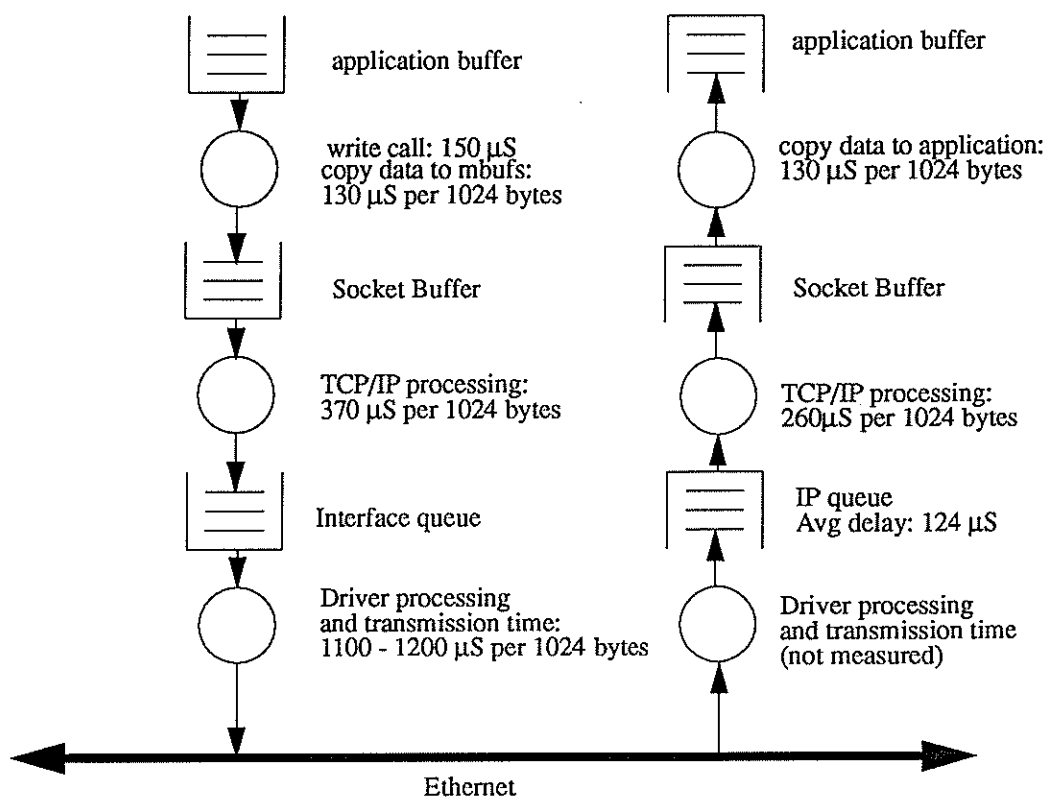 application buffer
write call: 150 µS
copy data to mbufs:
130 µS per 1024 bytes
Socket Buffer
TCP/IP processing:
370 µS per 1024 bytes
Interface queue
Driver processing
and transmission time:
1100 - 1200 µS per 1024 bytes
application buffer
copy data to application:
130 µS per 1024 bytes
Socket Buffer
TCP/IP processing:
260µS per 1024 bytes
IP queue
Avg delay: 124 µS
Driver processing
and transmission time
(not measured)
Ethernet